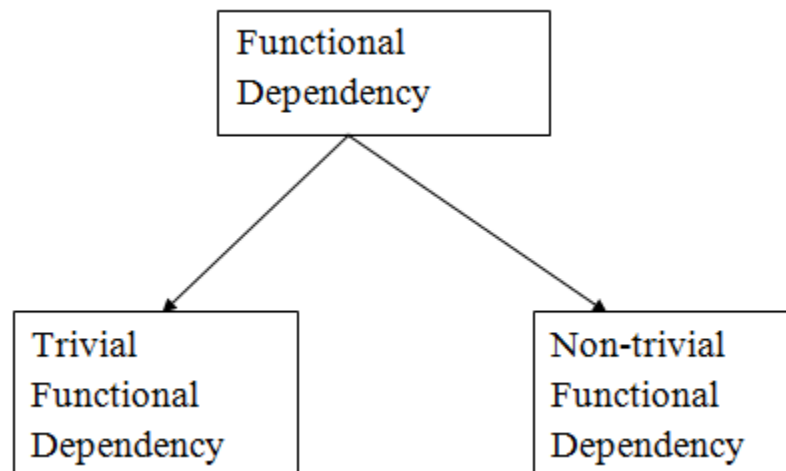 Functional
Dependency
Trivial
Functional
Dependency
Non-trivial
Functional
Dependency